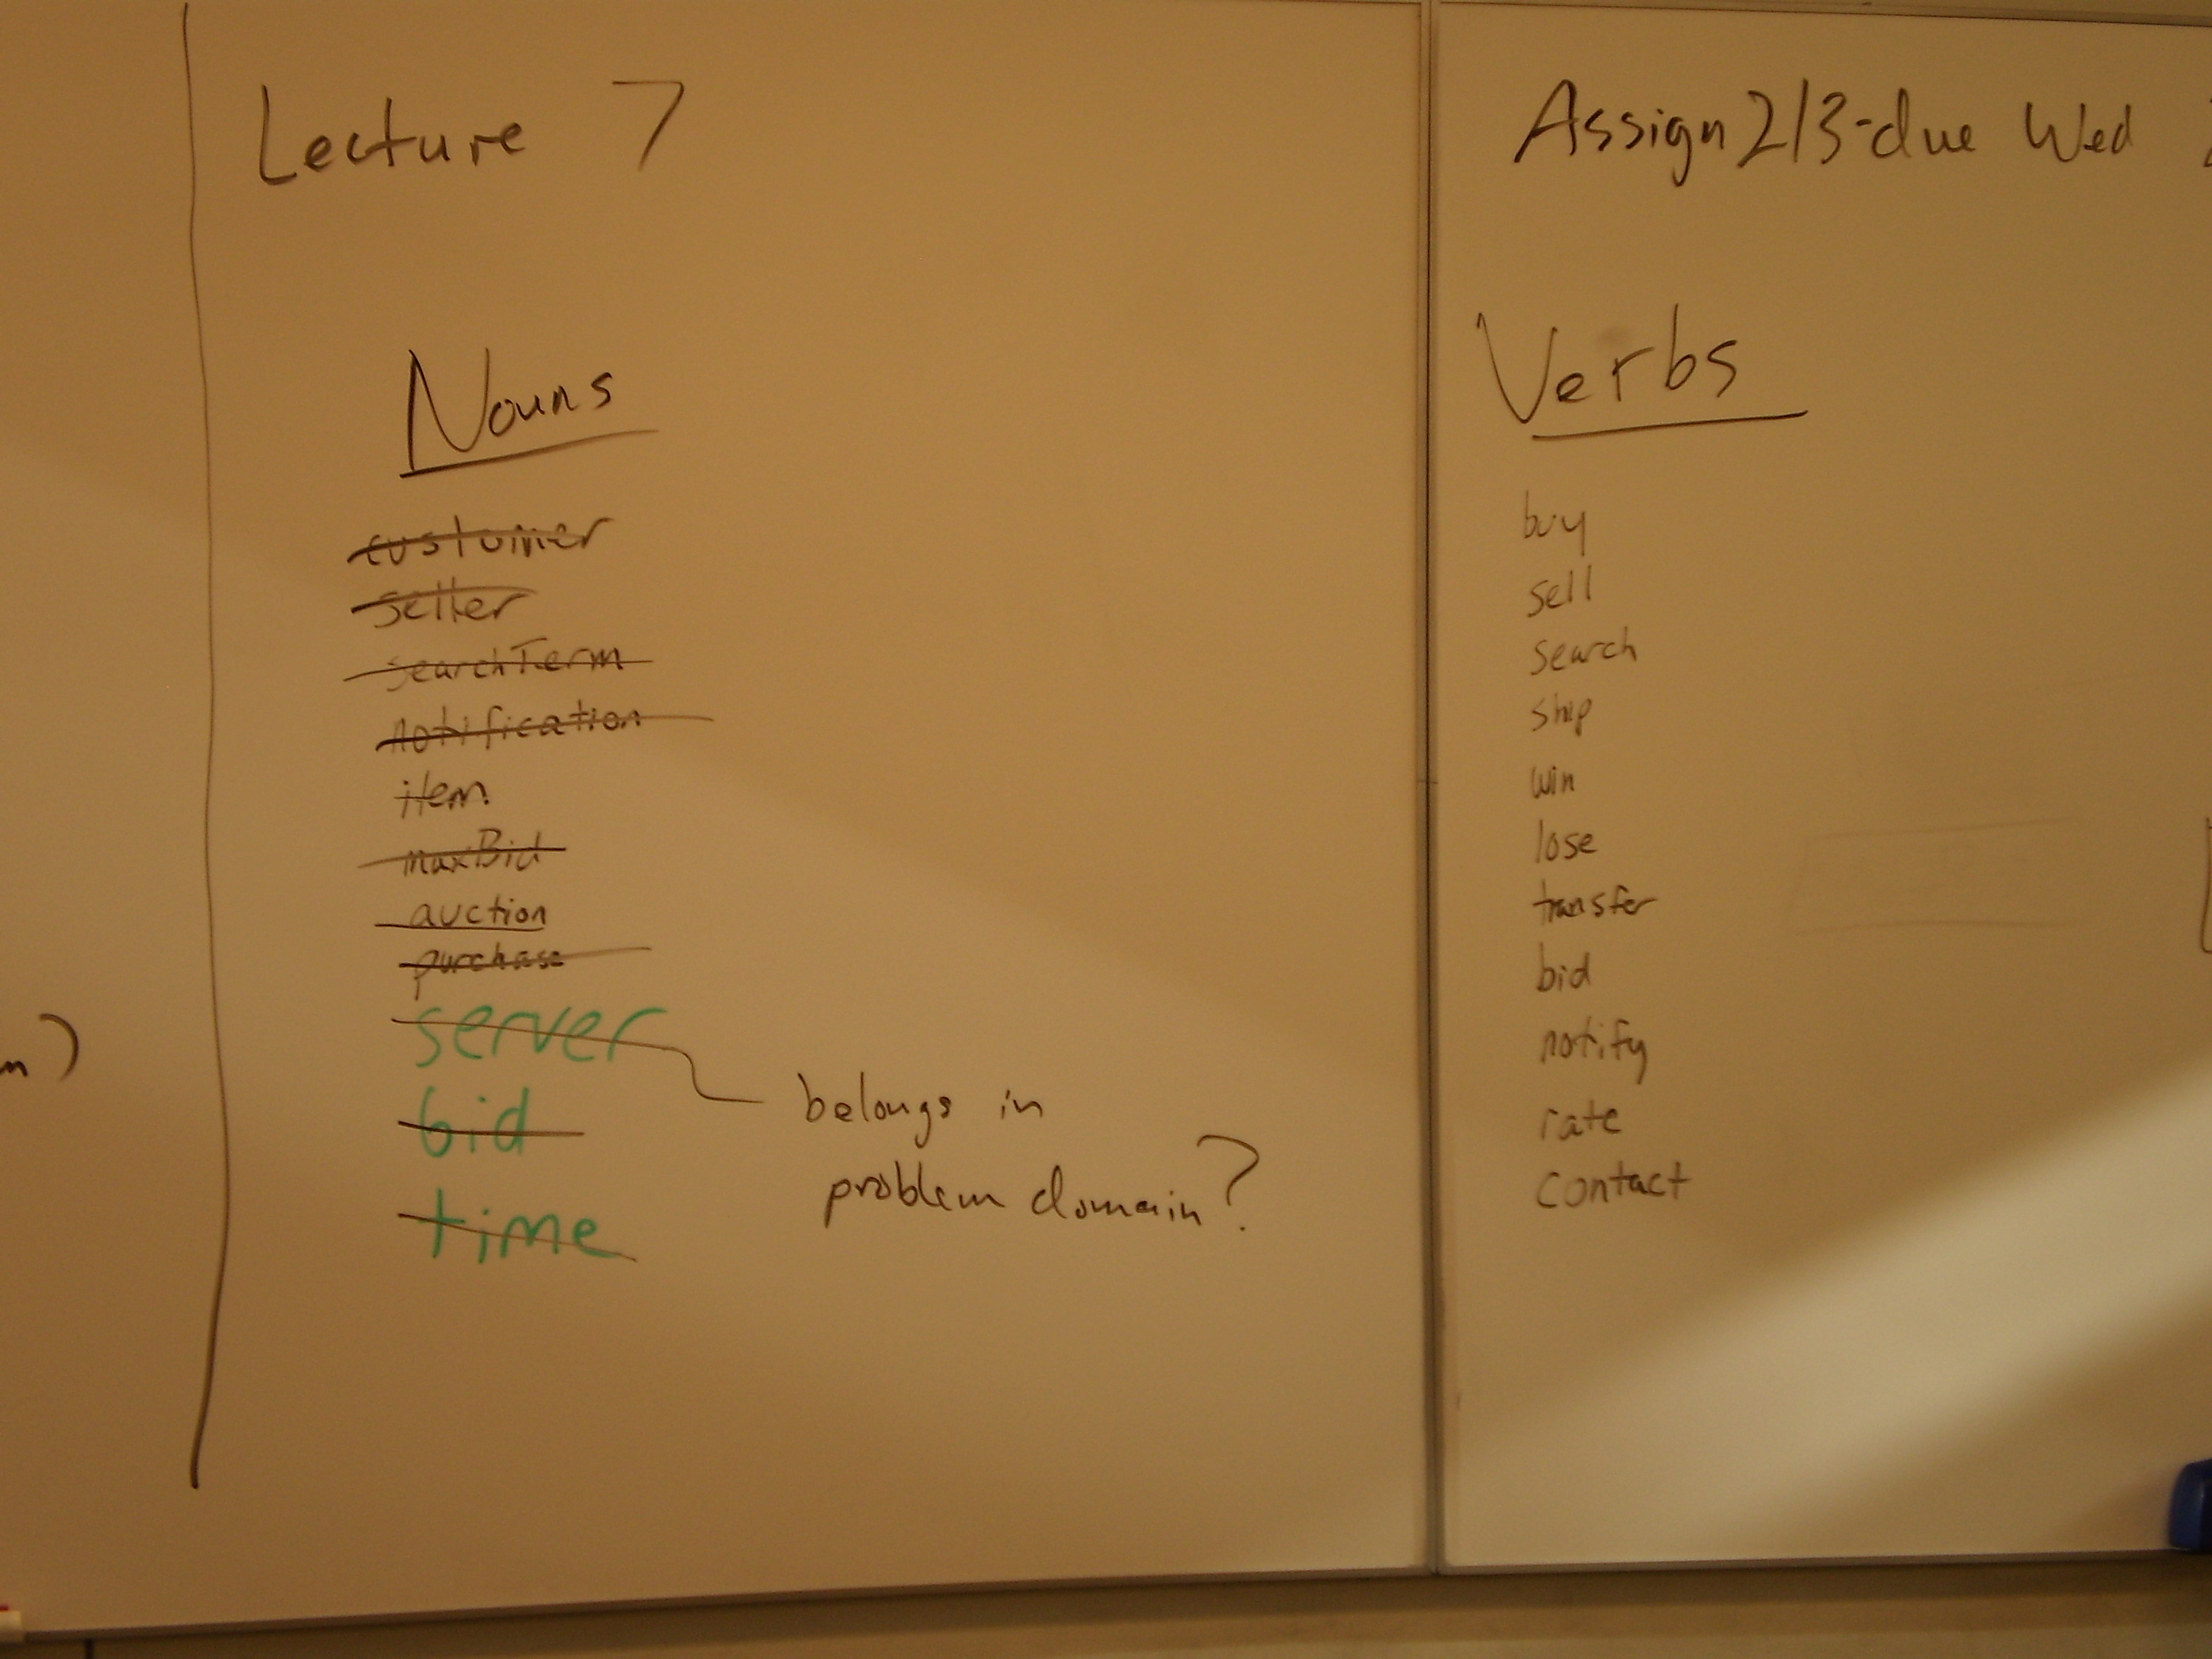 Lecture 7
Nouns
customer
seller
searchTerm
notification
item
maxBid
auction
purchase
server
bid
time
belongs in
problem domain?
Assign 2/3-due Wed
Verbs
buy
sell
search
ship
win
lose
transfer
bid
notify
rate
contact